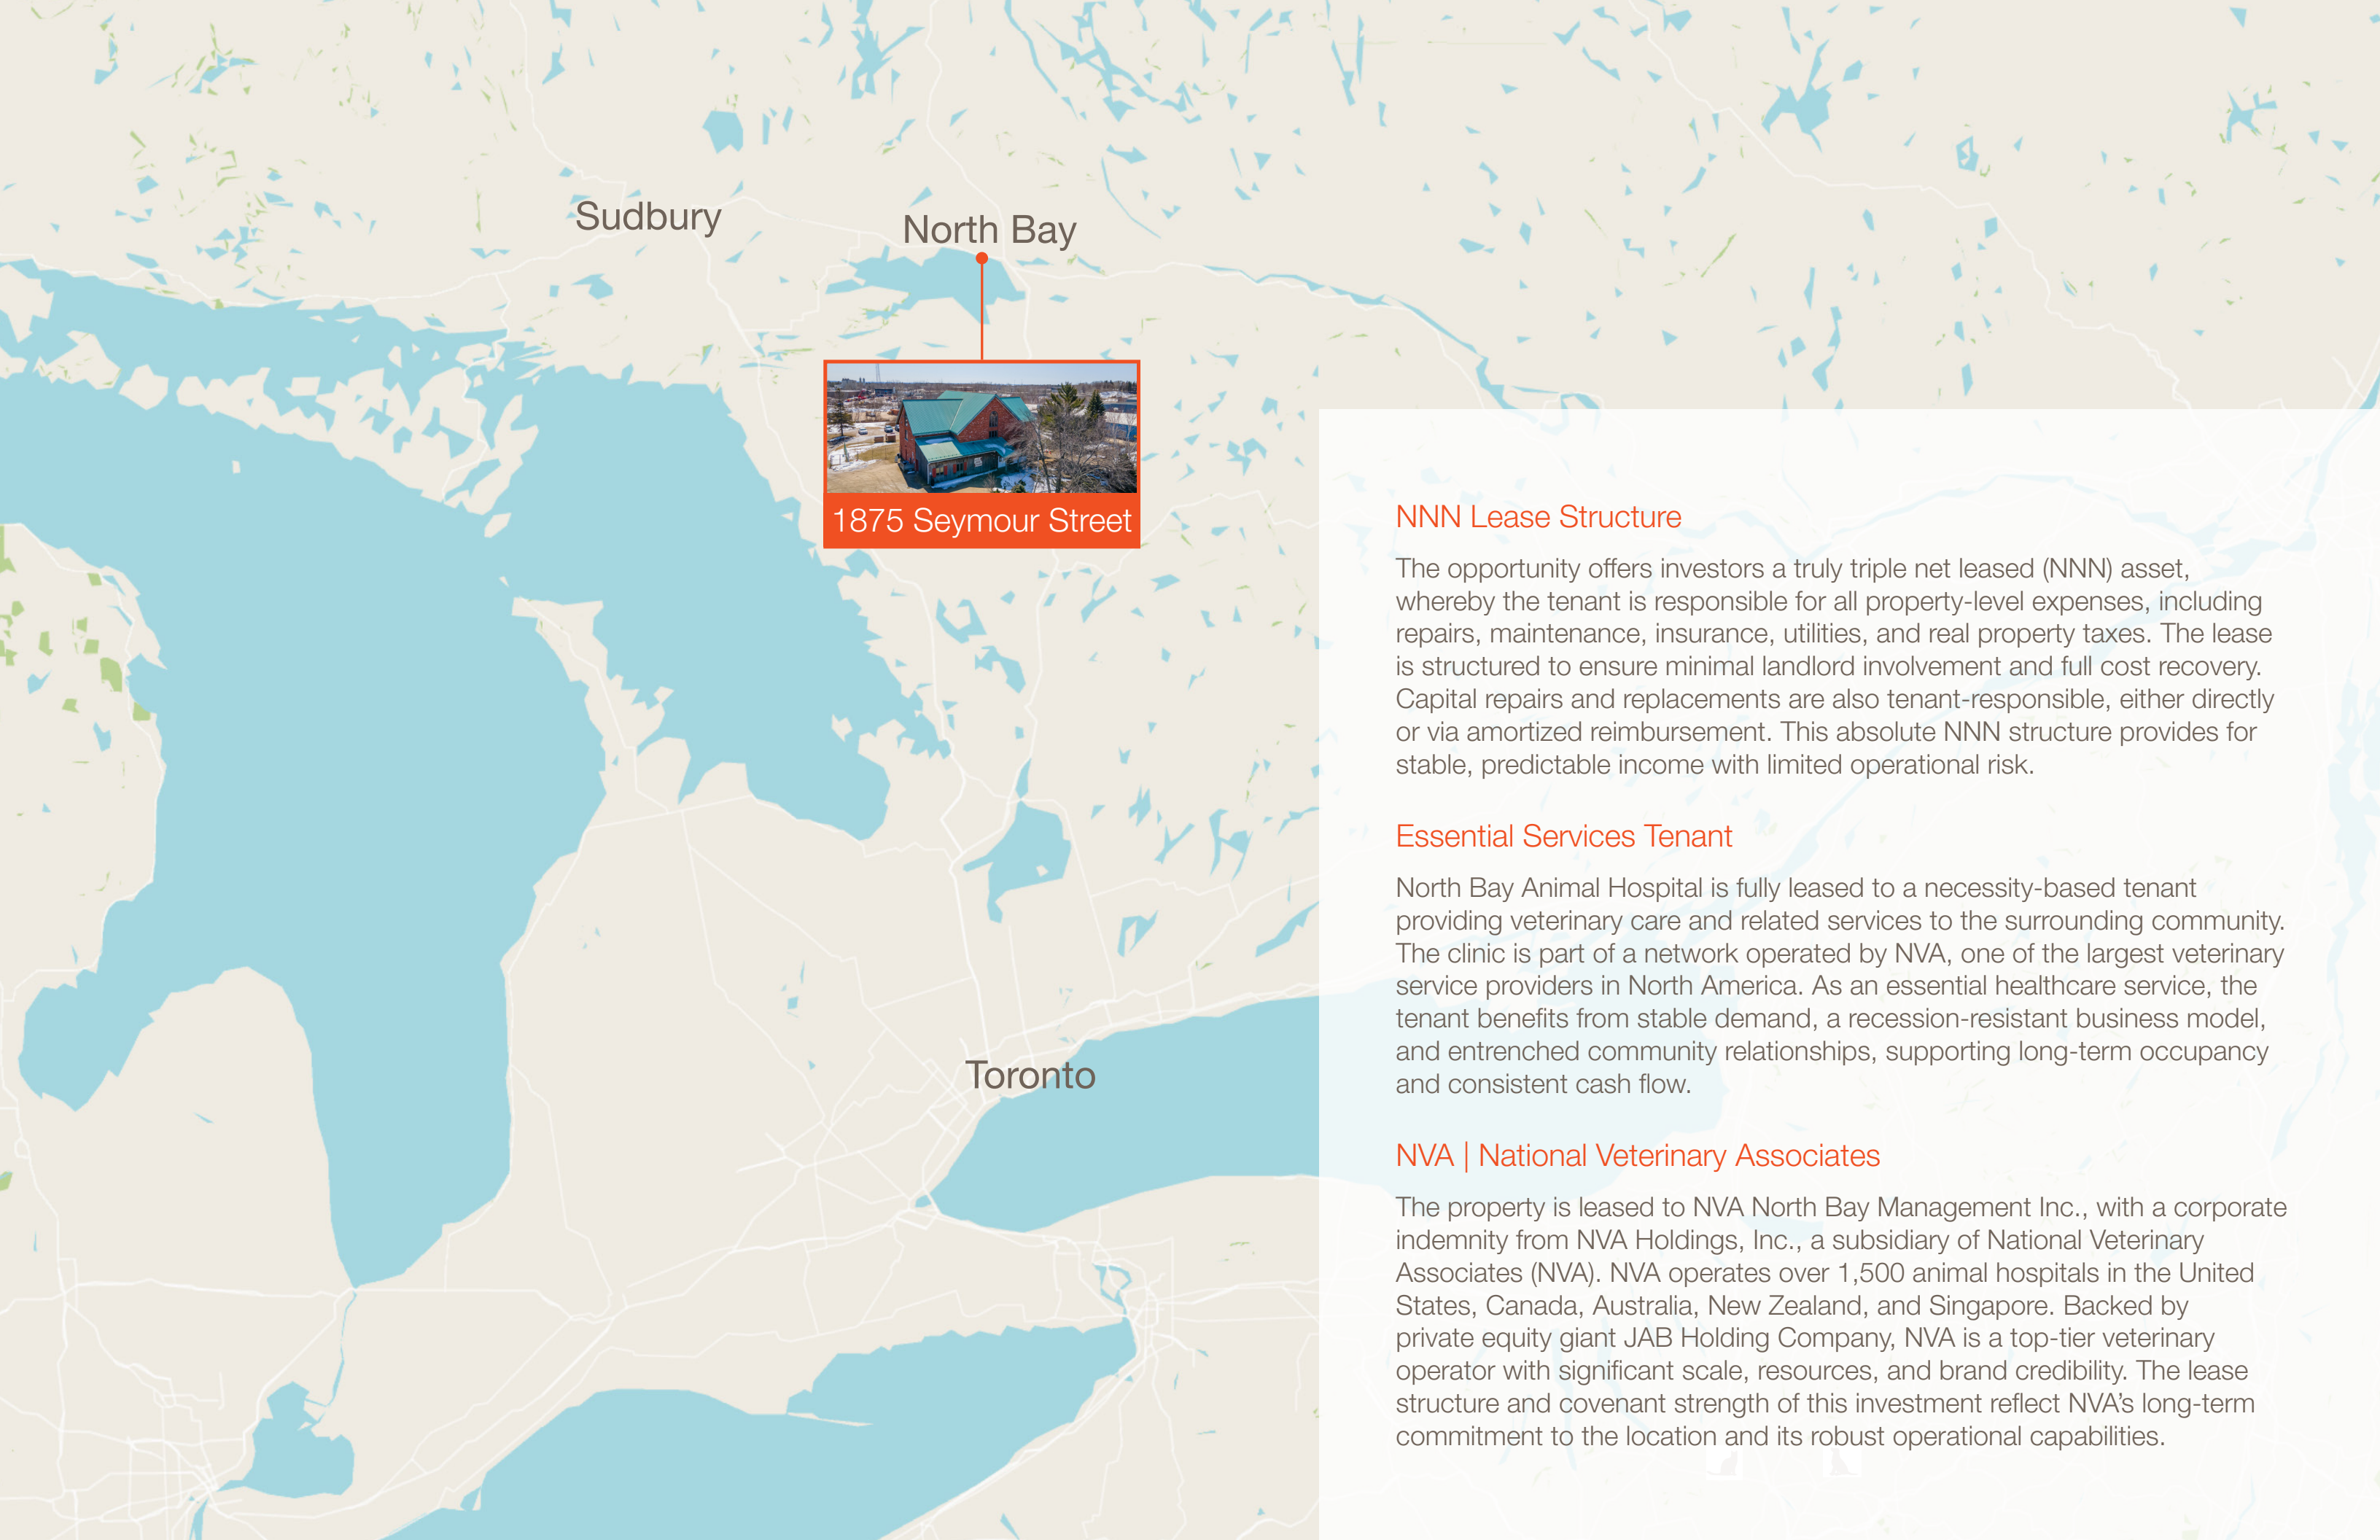 Sudbury
North Bay
1875 Seymour Street
Toronto
NNN Lease Structure
The opportunity offers investors a truly triple net leased (NNN) asset,
whereby the tenant is responsible for all property-level expenses, including
repairs, maintenance, insurance, utilities, and real property taxes. The lease
is structured to ensure minimal landlord involvement and full cost recovery.
Capital repairs and replacements are also tenant-responsible, either directly
or via amortized reimbursement. This absolute NNN structure provides for
stable, predictable income with limited operational risk.
Essential Services Tenant
North Bay Animal Hospital is fully leased to a necessity-based tenant
providing veterinary care and related services to the surrounding community.
The clinic is part of a network operated by NVA, one of the largest veterinary
service providers in North America. As an essential healthcare service, the
tenant benefits from stable demand, a recession-resistant business model,
and entrenched community relationships, supporting long-term occupancy
and consistent cash flow.
NVA | National Veterinary Associates
The property is leased to NVA North Bay Management Inc., with a corporate
indemnity from NVA Holdings, Inc., a subsidiary of National Veterinary
Associates (NVA). NVA operates over 1,500 animal hospitals in the United
States, Canada, Australia, New Zealand, and Singapore. Backed by
private equity giant JAB Holding Company, NVA is a top-tier veterinary
operator with significant scale, resources, and brand credibility. The lease
structure and covenant strength of this investment reflect NVA’s long-term
commitment to the location and its robust operational capabilities.